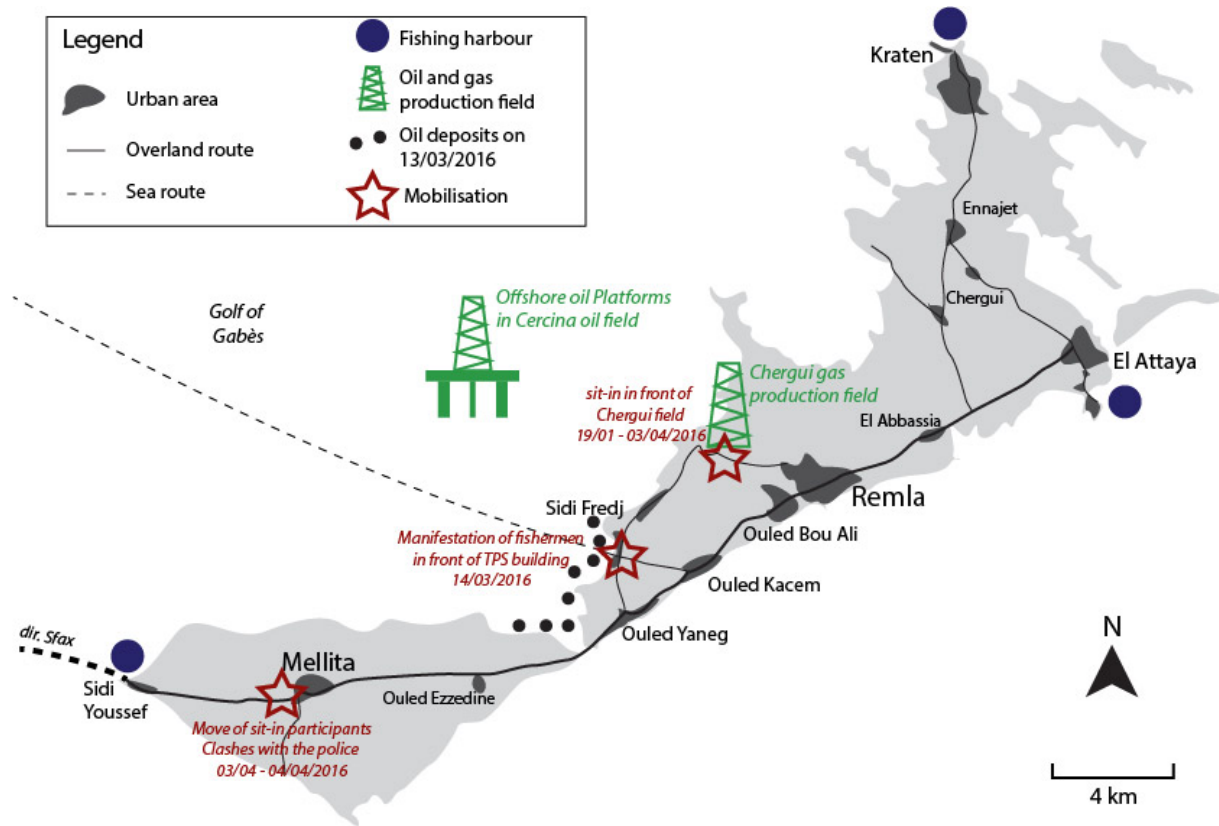 Legend
Urban area
Overland route
Sea route
Fishing harbour
Oil and gas
production field
Oil deposits on
13/03/2016
Mobilisation
Kraten
Ennajet
Chergui
El Attaya
Golf of
Gabès
Offshore oil Platforms
in Cercina oil field
sit-in in front of
Chergui field
19/01 - 03/04/2016
Chergui gas
production field
El Abbassia
Remla
Sidi Fredj
Ouled Bou Ali
Manifestation of fishermen
in front of TPS building
14/03/2016
Ouled Kacem
Ouled Yaneg
dir. Sfax
Sidi
Youssef
Mellita
Ouled Ezzedine
Move of sit-in participants
Clashes with the police
03/04 - 04/04/2016
N
4 km